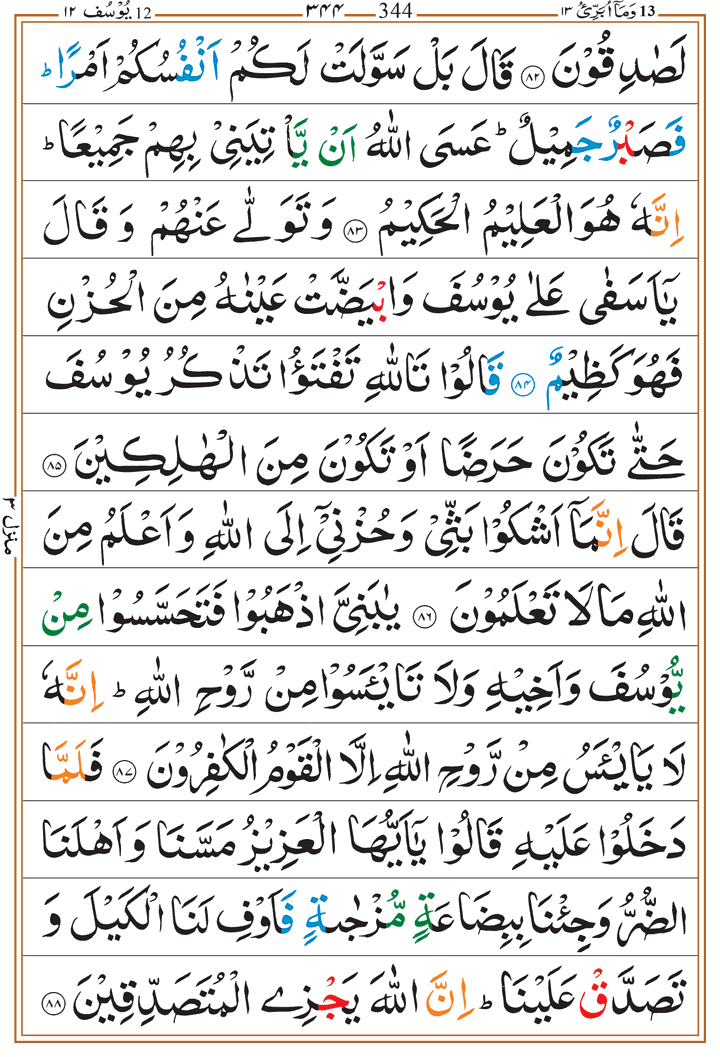 13 وَمَآ اُبَرِّئُ ١٣ 344 ٣٤٤ 12 يُوْسُف ١٢
لَصٰدِقُوْنَ ۝٨٢ قَالَ بَلْ سَوَّلَتْ لَكُمْ اَنْفُسُكُمْ اَمْرًا ؕ
فَصَبْرٌ جَمِيْلٌ ؕ عَسَى اللّٰهُ اَنْ يَّاْتِيَنِيْ بِهِمْ جَمِيْعًا ؕ
اِنَّهٗ هُوَ الْعَلِيْمُ الْحَكِيْمُ ۝٨٣ وَتَوَلّٰى عَنْهُمْ وَقَالَ
يٰۤاَسَفٰى عَلٰى يُوْسُفَ وَابْيَضَّتْ عَيْنٰهُ مِنَ الْحُزْنِ
فَهُوَ كَظِيْمٌ ۝٨٤ قَالُوْا تَاللّٰهِ تَفْتَؤُا تَذْكُرُ يُوْسُفَ
حَتّٰى تَكُوْنَ حَرَضًا اَوْ تَكُوْنَ مِنَ الْهٰلِكِيْنَ ۝٨٥
قَالَ اِنَّمَاۤ اَشْكُوْا بَثِّيْ وَحُزْنِيْۤ اِلَى اللّٰهِ وَاَعْلَمُ مِنَ
اللّٰهِ مَا لَا تَعْلَمُوْنَ ۝٨٦ يٰبَنِيَّ اذْهَبُوْا فَتَحَسَّسُوْا مِنْ
يُّوْسُفَ وَاَخِيْهِ وَلَا تَايْـَٔسُوْا مِنْ رَّوْحِ اللّٰهِ ؕ اِنَّهٗ
لَا يَايْـَٔسُ مِنْ رَّوْحِ اللّٰهِ اِلَّا الْقَوْمُ الْكٰفِرُوْنَ ۝٨٧ فَلَمَّا
دَخَلُوْا عَلَيْهِ قَالُوْا يٰۤاَيُّهَا الْعَزِيْزُ مَسَّنَا وَاَهْلَنَا
الضُّرُّ وَجِئْنَا بِبِضَاعَةٍ مُّزْجٰىةٍ فَاَوْفِ لَنَا الْكَيْلَ وَ
تَصَدَّقْ عَلَيْنَا ؕ اِنَّ اللّٰهَ يَجْزِي الْمُتَصَدِّقِيْنَ ۝٨٨
منزل ٣